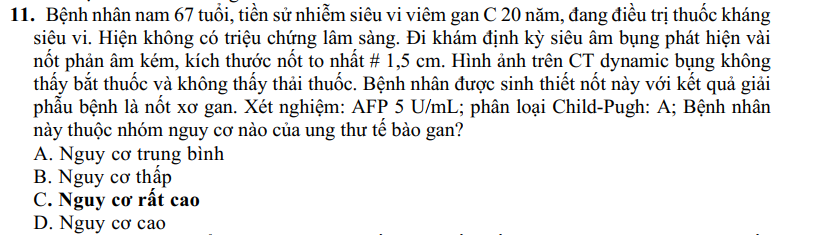 11. Bệnh nhân nam 67 tuổi, tiền sử nhiễm siêu vi viêm gan C 20 năm, đang điều trị thuốc kháng
siêu vi. Hiện không có triệu chứng lâm sàng. Đi khám định kỳ siêu âm bụng phát hiện vài
nốt phản âm kém, kích thước nốt to nhất # 1,5 cm. Hình ảnh trên CT dynamic bụng không
thấy bắt thuốc và không thấy thải thuốc. Bệnh nhân được sinh thiết nốt này với kết quả giải
phẫu bệnh là nốt xơ gan. Xét nghiệm: AFP 5 U/mL; phân loại Child-Pugh: A; Bệnh nhân
này thuộc nhóm nguy cơ nào của ung thư tế bào gan?
A. Nguy cơ trung bình
B. Nguy cơ thấp
C. Nguy cơ rất cao
D. Nguy cơ cao